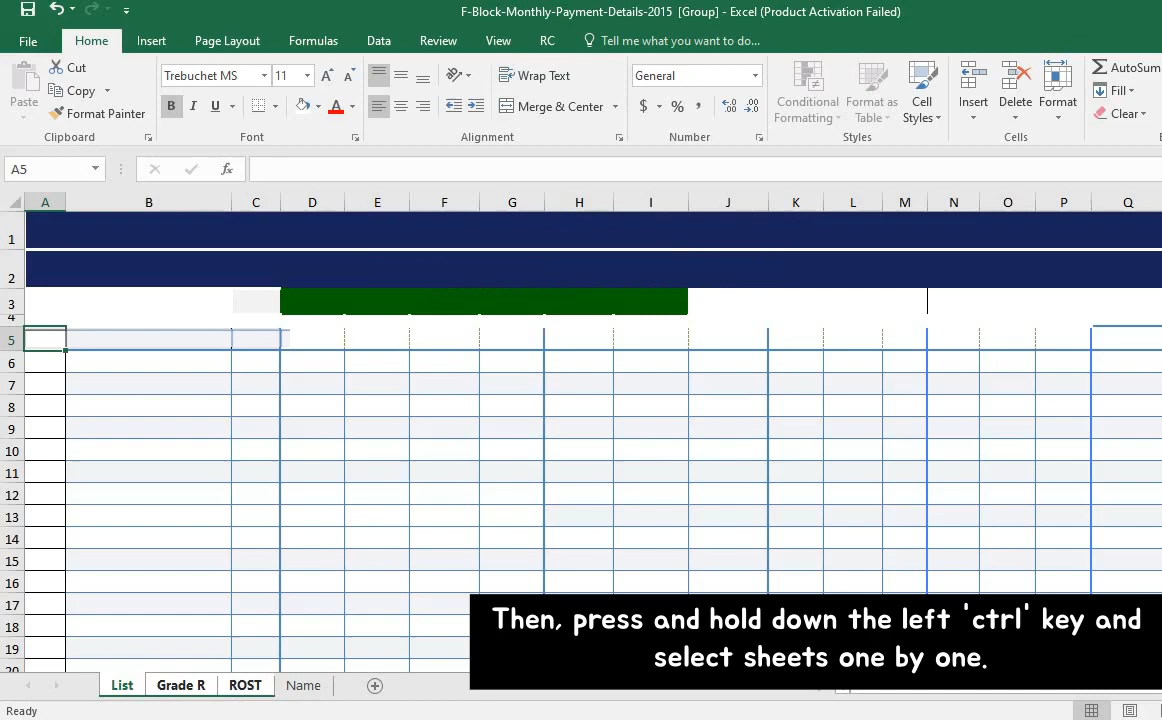 F-Block-Monthly-Payment-Details-2015 [Group] - Excel (Product Activation Failed)
File Home Insert Page Layout Formulas Data Review View RC Tell me what you want to do...
Cut
Copy
Format Painter
Paste
Clipboard
Trebuchet MS 11
B I U
Font
Wrap Text
Merge & Center
Alignment
General
$ % ,
Number
Conditional Formatting
Format as Table
Cell Styles
Styles
Insert Delete Format
Cells
AutoSum
Fill
Clear
A5 fx
A B C D E F G H I J K L M N O P Q
1
2
3
4
5
6
7
8
9
10
11
12
13
14
15
16
17
18
19
20
Then, press and hold down the left 'ctrl' key and
select sheets one by one.
List Grade R ROST Name
Ready